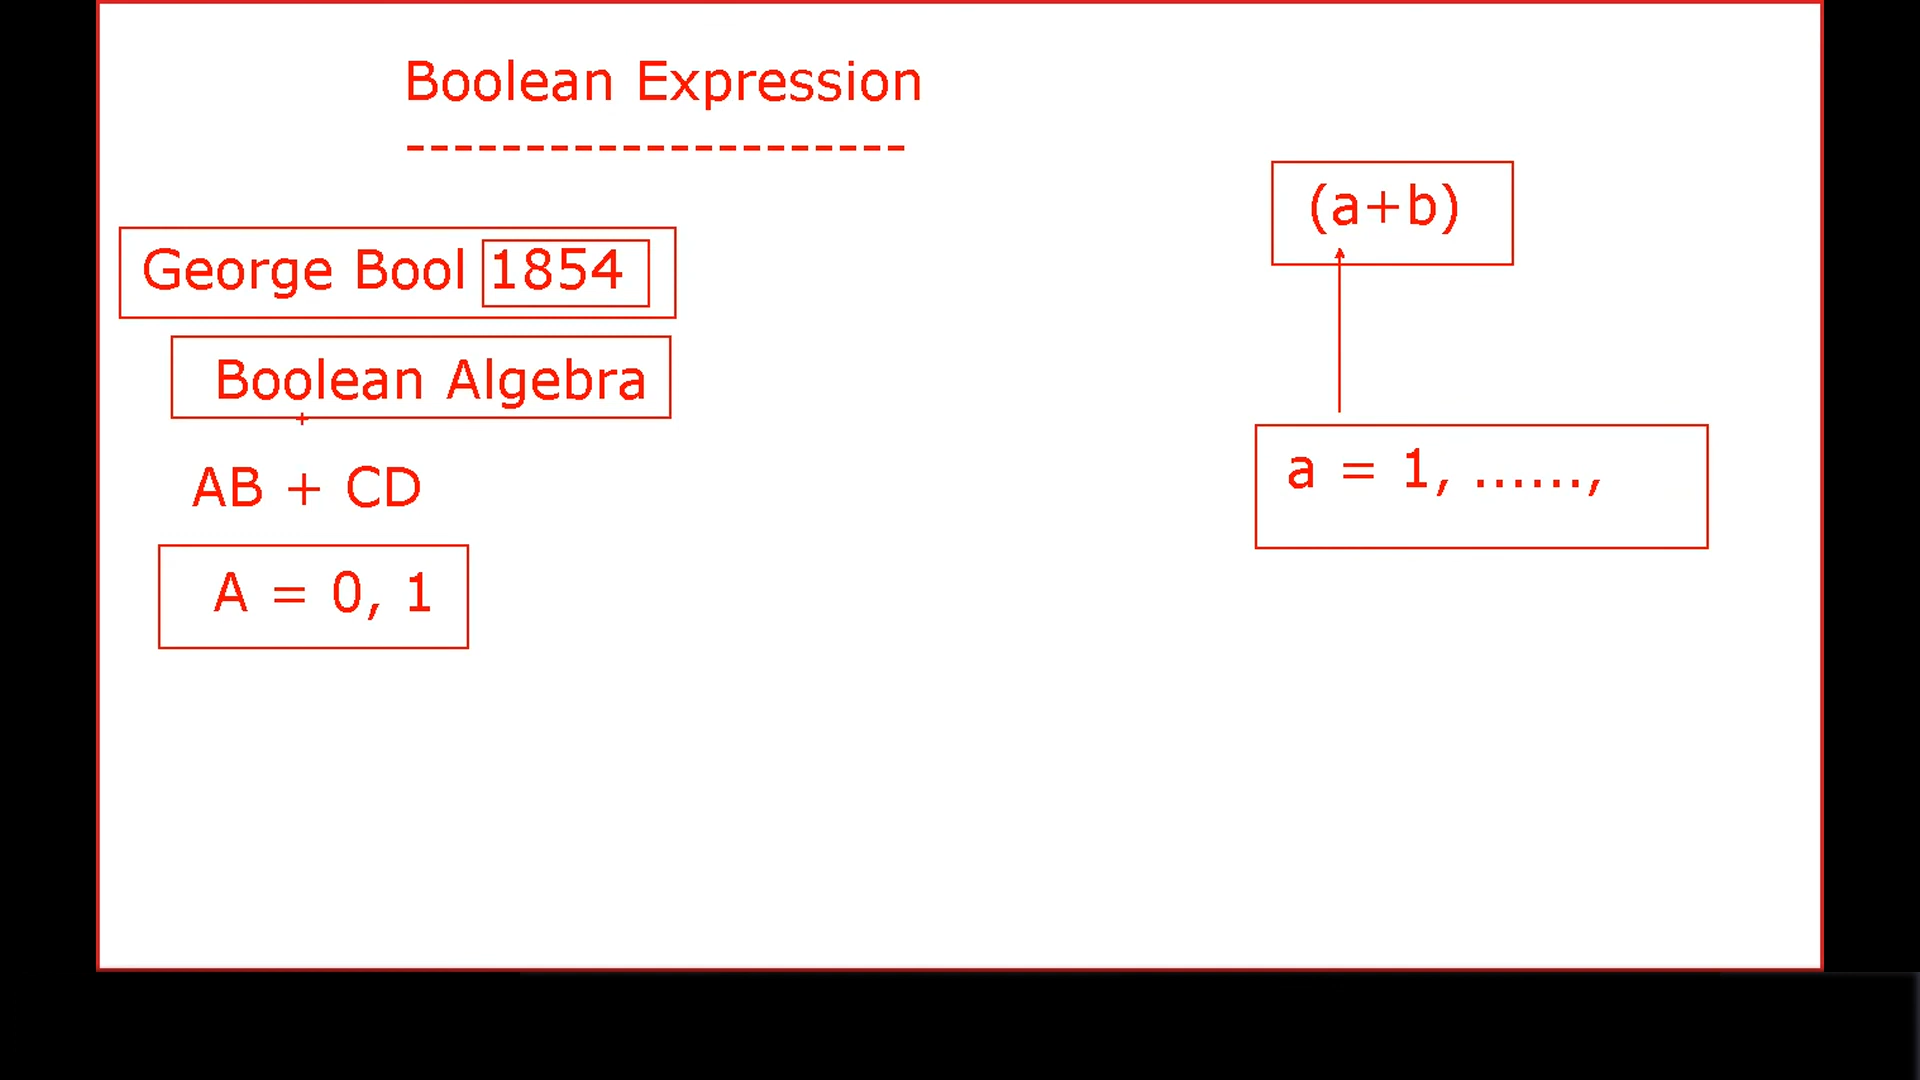 Boolean Expression
---------------------
George Bool 1854
Boolean Algebra
AB + CD
A = 0, 1
(a+b)
a = 1, ......,